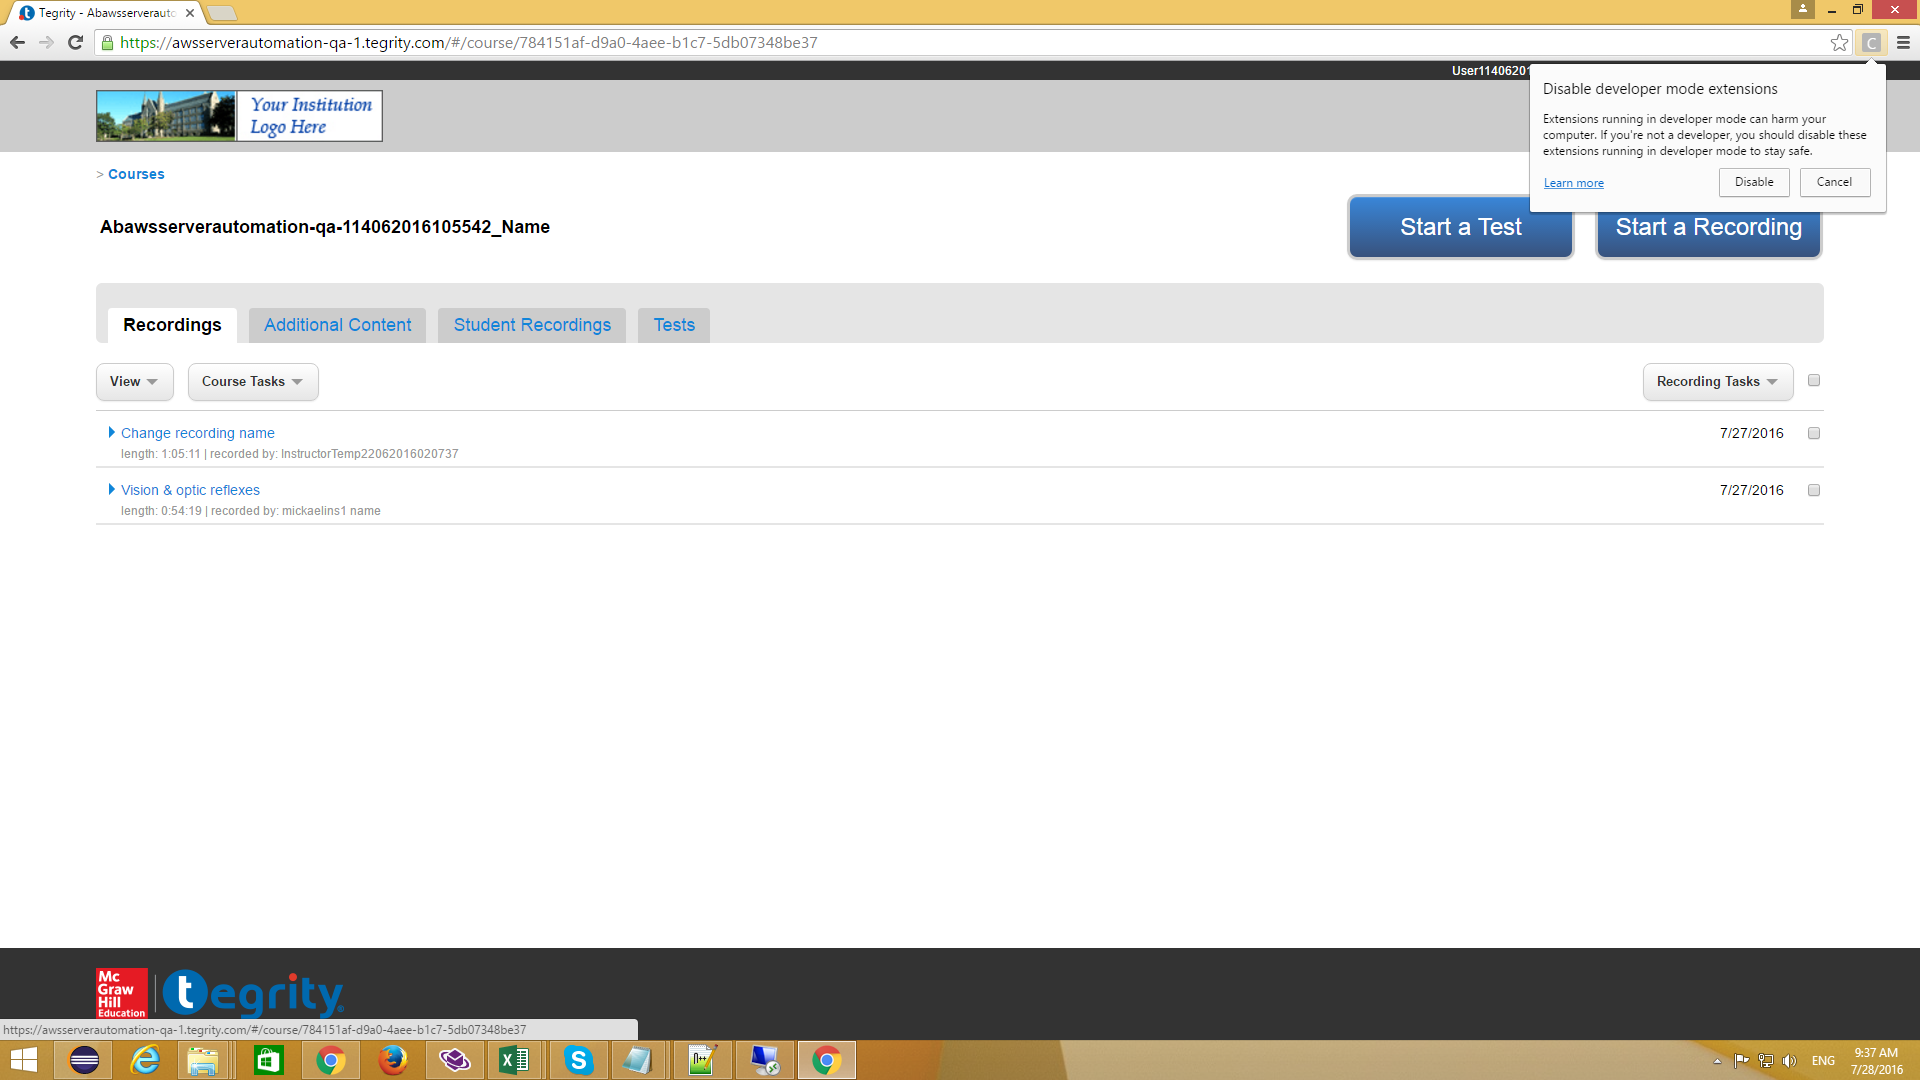 Tegrity - Abawsserverauto
https://awsserverautomation-qa-1.tegrity.com/#/course/784151af-d9a0-4aee-b1c7-5db07348be37
C
User11406201
Disable developer mode extensions
Extensions running in developer mode can harm your
computer. If you're not a developer, you should disable these
extensions running in developer mode to stay safe.
Learn more
Disable
Cancel
Your Institution
Logo Here
> Courses
Abawsserverautomation-qa-114062016105542_Name
Start a Test
Start a Recording
Recordings
Additional Content
Student Recordings
Tests
View
Course Tasks
Recording Tasks
Change recording name
7/27/2016
length: 1:05:11 | recorded by: InstructorTemp22062016020737
Vision & optic reflexes
7/27/2016
length: 0:54:19 | recorded by: mickaelins1 name
Mc
Graw
Hill
Education
tegrity
https://awsserverautomation-qa-1.tegrity.com/#/course/784151af-d9a0-4aee-b1c7-5db07348be37
ENG
9:37 AM
7/28/2016